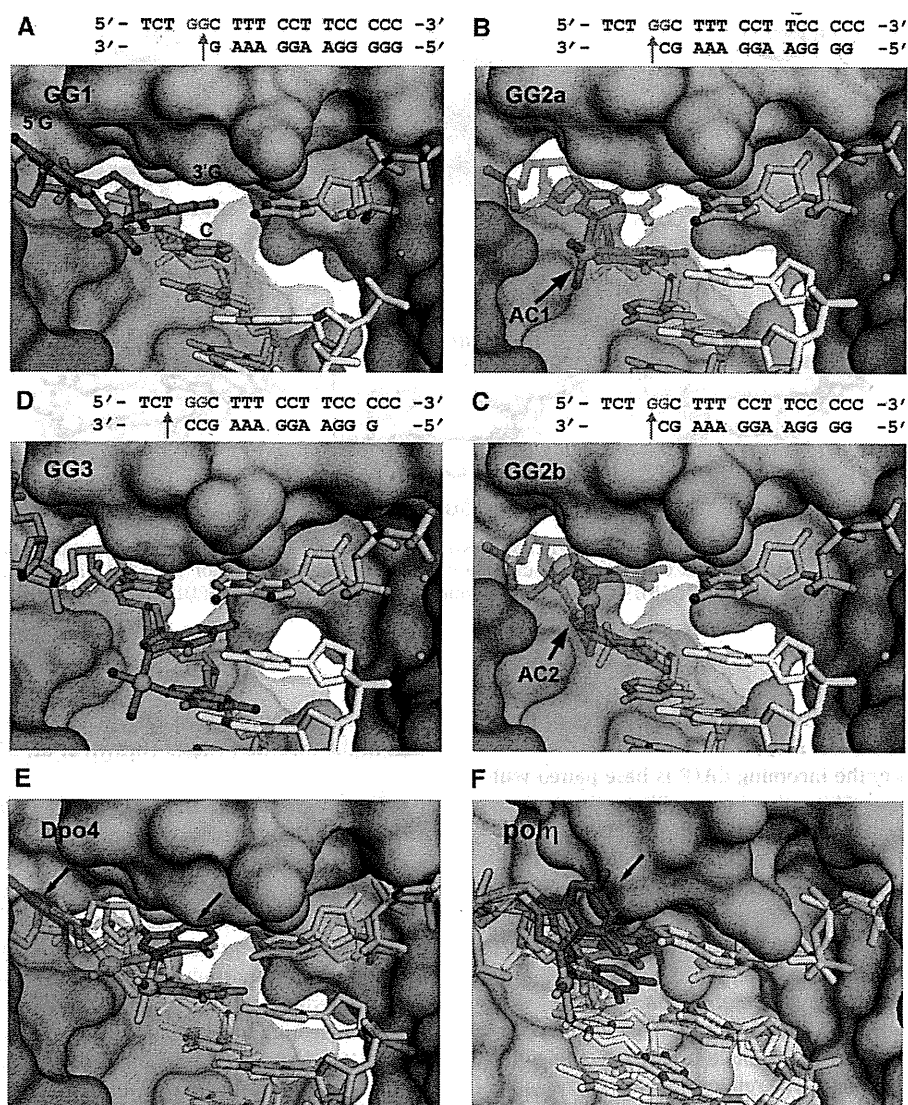 A
5′- TCT GGC TTT CCT TCC CCC -3′
3′- G AAA GGA AGG GGG -5′
GG1
5′G
3′G
C
B
5′- TCT GGC TTT CCT TCC CCC -3′
3′- CG AAA GGA AGG GG -5′
GG2a
AC1
D
5′- TCT GGC TTT CCT TCC CCC -3′
3′- CCG AAA GGA AGG G -5′
GG3
C
5′- TCT GGC TTT CCT TCC CCC -3′
3′- CG AAA GGA AGG GG -5′
GG2b
AC2
E
Dpo4
F
polη